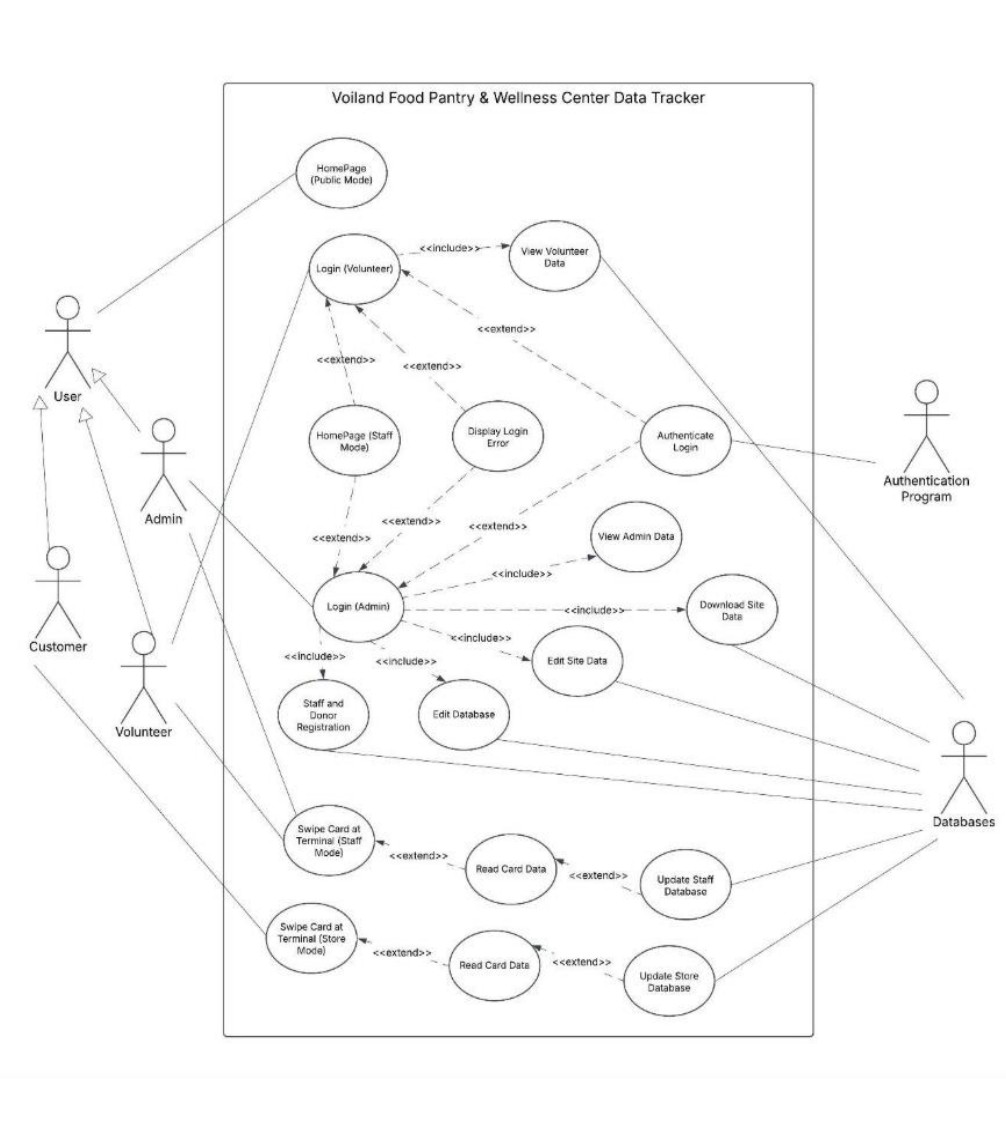 Voiland Food Pantry & Wellness Center Data Tracker
HomePage
(Public Mode)
<<include>>
Login (Volunteer)
View Volunteer
Data
<<extend>>
<<extend>>
<<extend>>
User
HomePage (Staff
Mode)
Display Login
Error
Authenticate
Login
Authentication
Program
Admin
<<extend>>
<<extend>>
<<extend>>
View Admin Data
<<include>>
Login (Admin)
<<include>>
Download Site
Data
<<include>>
Customer
<<include>>
<<include>>
Edit Site Data
Staff and
Donor
Registration
Edit Database
Volunteer
Databases
Swipe Card at
Terminal (Staff
Mode)
<<extend>>
Read Card Data
<<extend>>
Update Staff
Database
Swipe Card at
Terminal (Store
Mode)
<<extend>>
Read Card Data
<<extend>>
Update Store
Database